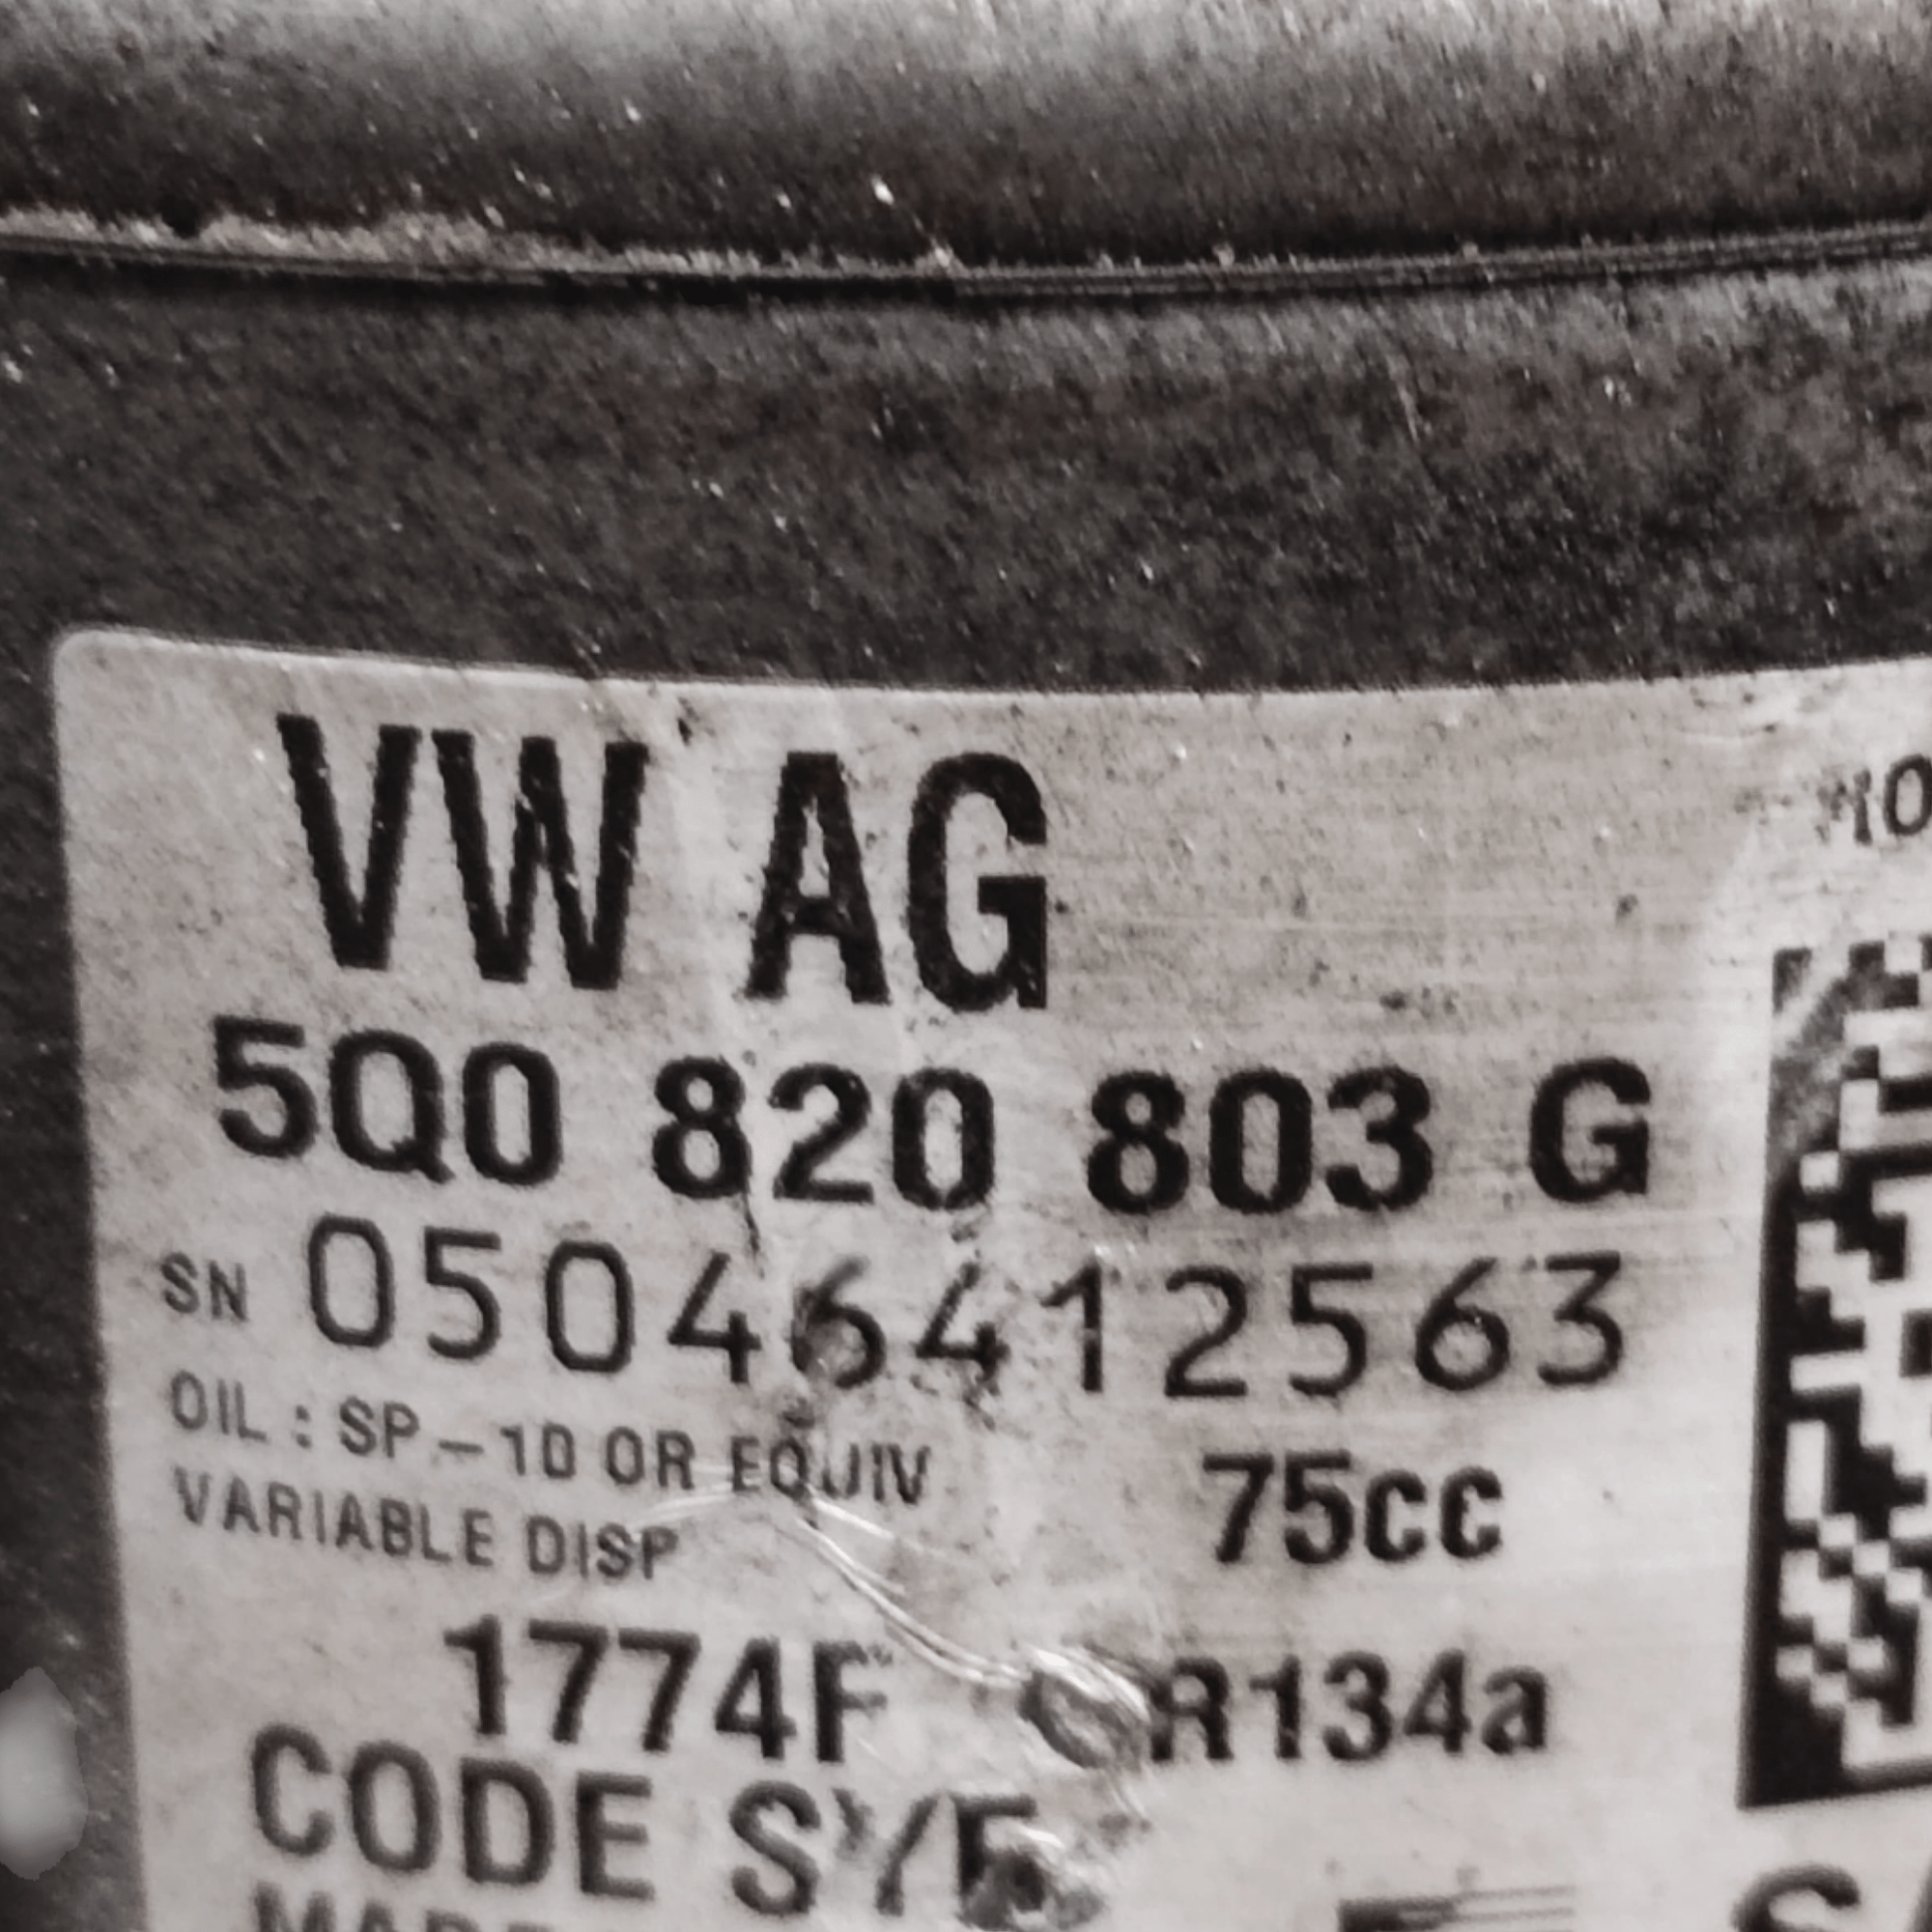 VW AG
5Q0 820 803 G
SN 05046412563
OIL : SP-10 OR EQUIV
VARIABLE DISP 75cc
1774F R134a
CODE